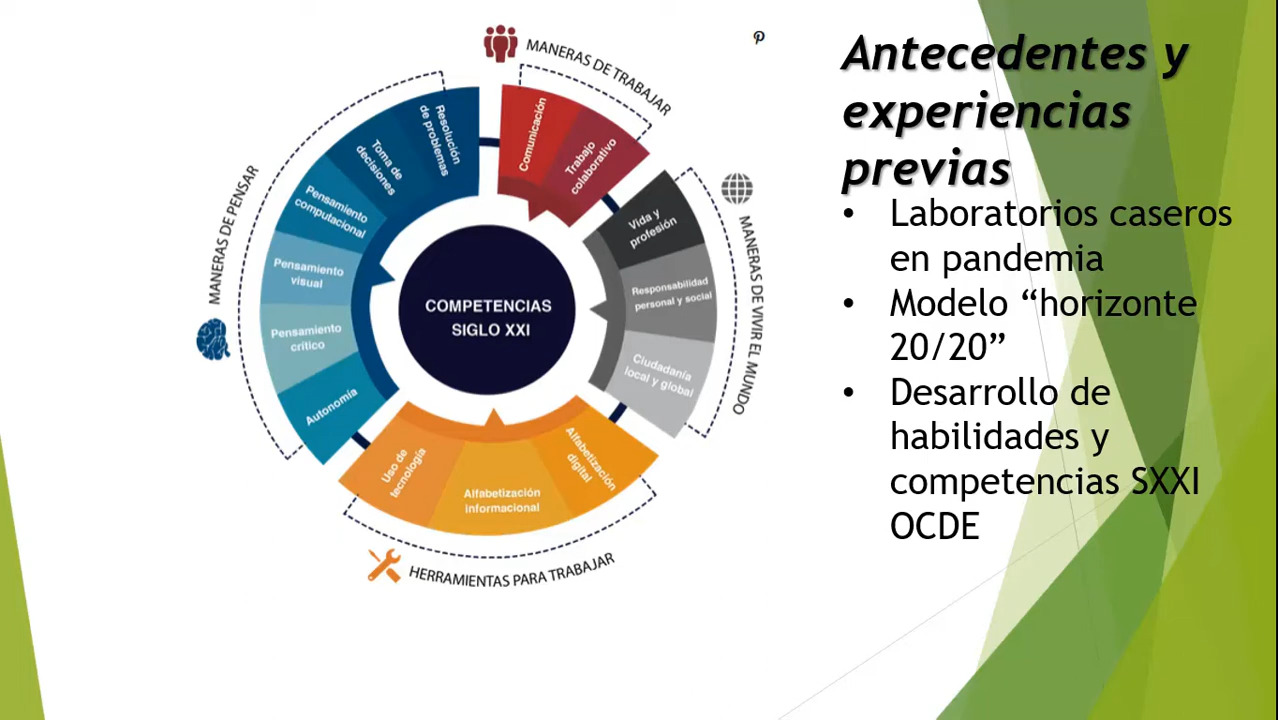 MANERAS DE TRABAJAR
Comunicación
Trabajo
colaborativo
MANERAS DE VIVIR EL MUNDO
Vida y
profesión
Responsabilidad
personal y social
Ciudadanía
local y global
HERRAMIENTAS PARA TRABAJAR
Alfabetización
digital
Alfabetización
informacional
Uso de
tecnología
MANERAS DE PENSAR
Autonomía
Pensamiento
crítico
Pensamiento
visual
Pensamiento
computacional
Toma de
decisiones
Resolución
de problemas
COMPETENCIAS
SIGLO XXI
Antecedentes y
experiencias
previas
• Laboratorios caseros
en pandemia
• Modelo “horizonte
20/20”
• Desarrollo de
habilidades y
competencias SXXI
OCDE